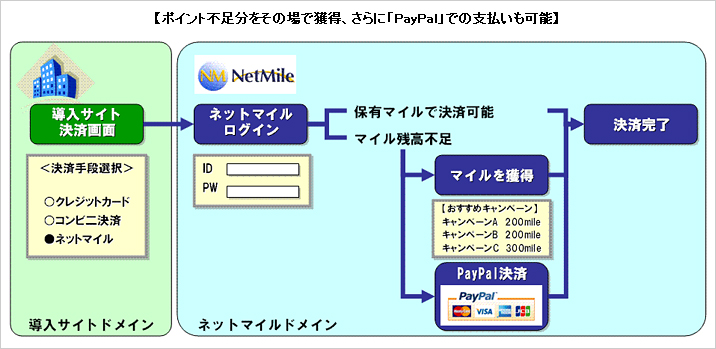 【ポイント不足分をその場で獲得、さらに「PayPal」での支払いも可能】
導入サイト
決済画面
＜決済手段選択＞
○クレジットカード
○コンビニ決済
●ネットマイル
導入サイトドメイン
NM NetMile
ネットマイル
ログイン
ID
PW
保有マイルで決済可能
マイル残高不足
マイルを獲得
【おすすめキャンペーン】
キャンペーンA 200mile
キャンペーンB 200mile
キャンペーンC 300mile
PayPal決済
PayPal
MasterCard VISA AMEX JCB
決済完了
ネットマイルドメイン